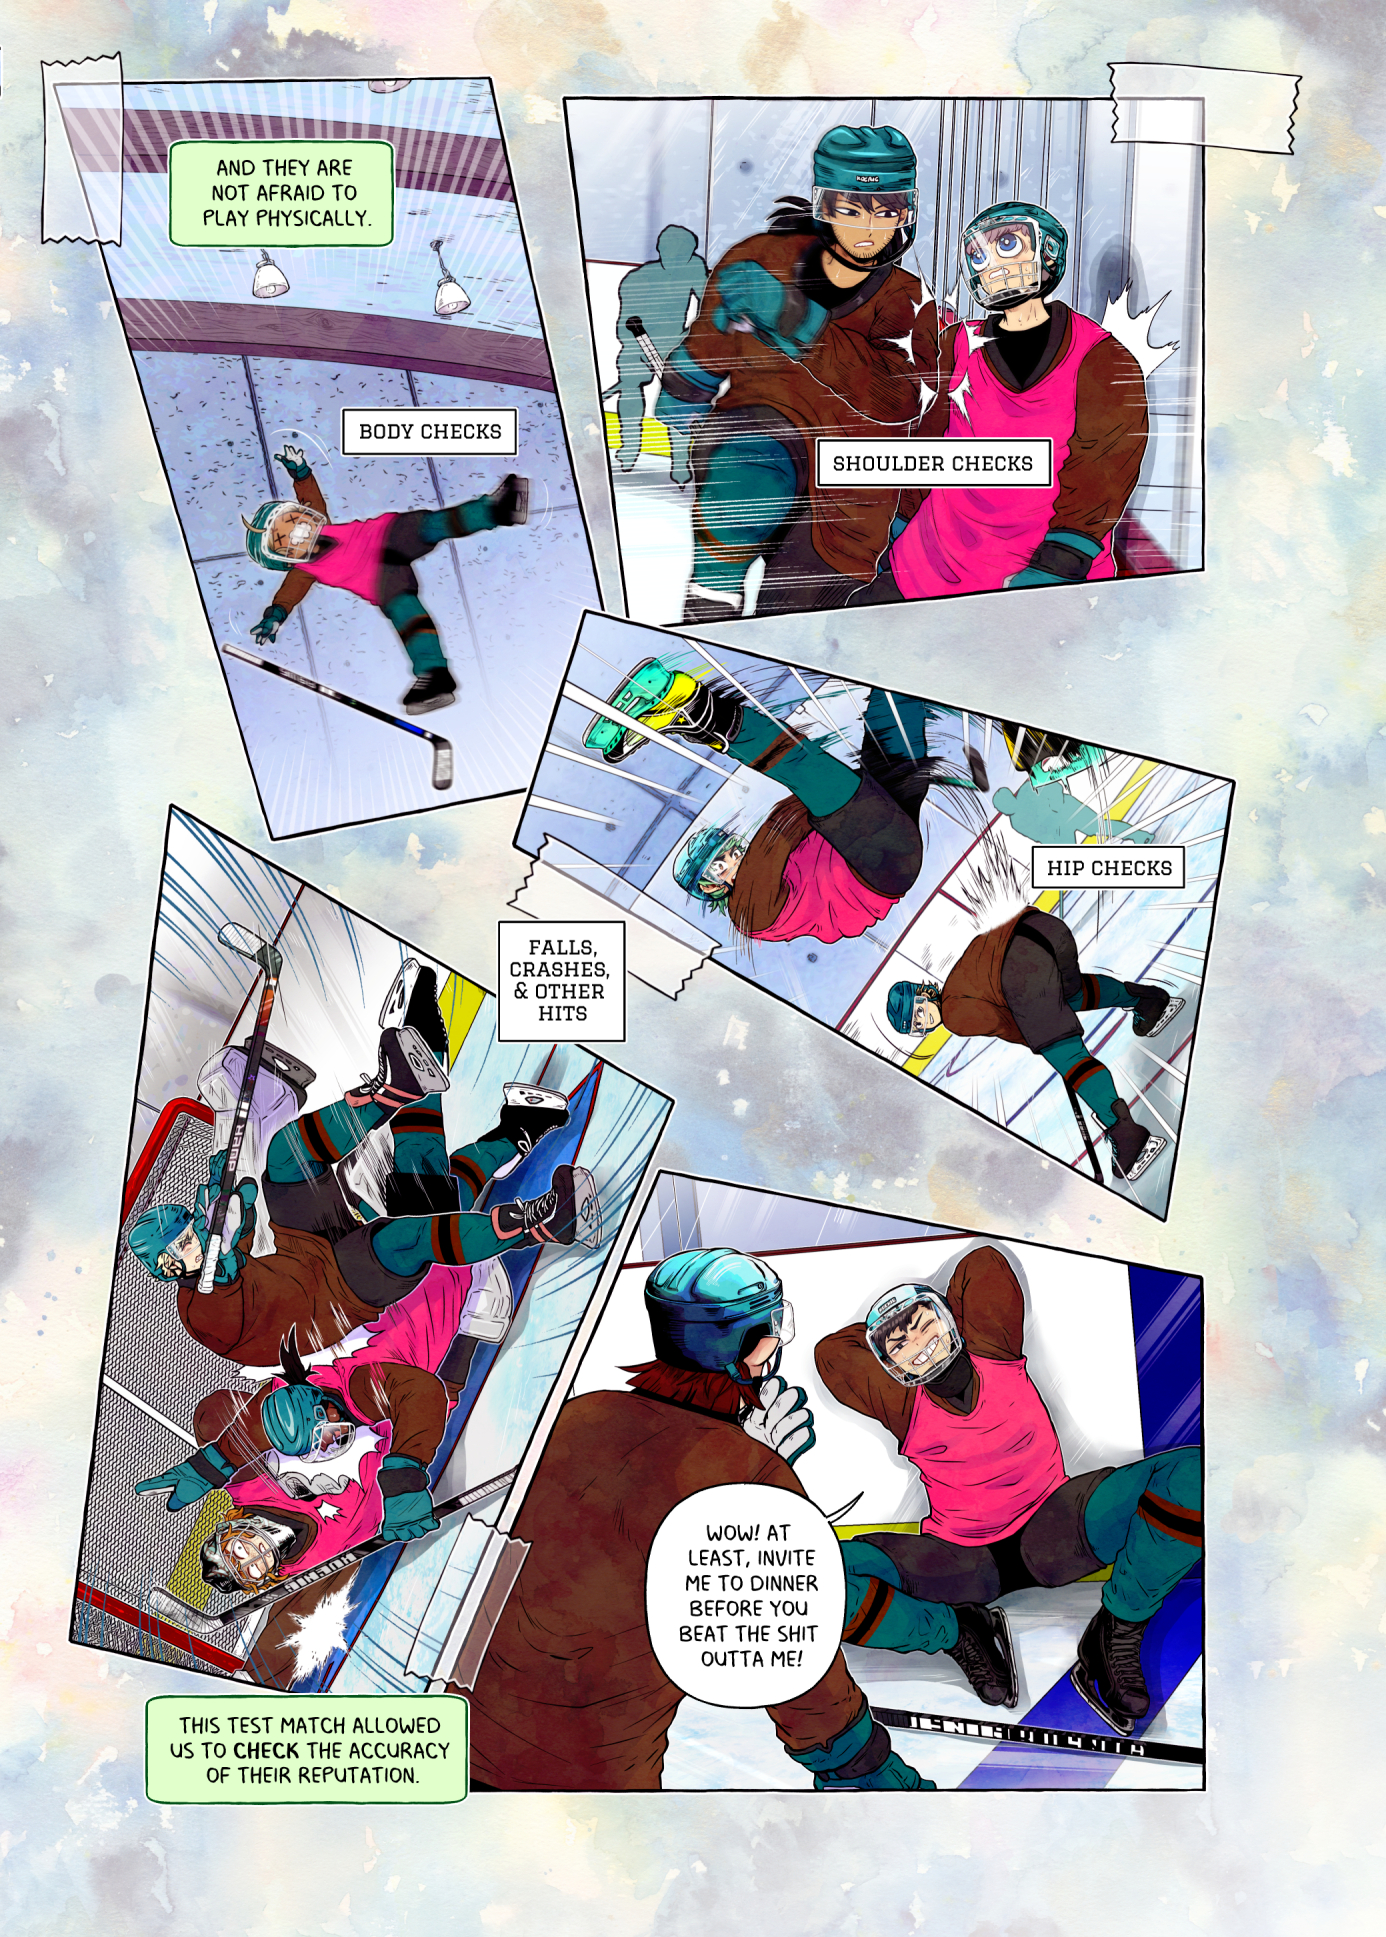 AND THEY ARE
NOT AFRAID TO
PLAY PHYSICALLY.
BODY CHECKS
SHOULDER CHECKS
HIP CHECKS
FALLS,
CRASHES,
& OTHER
HITS
WOW! AT
LEAST, INVITE
ME TO DINNER
BEFORE YOU
BEAT THE SHIT
OUTTA ME!
THIS TEST MATCH ALLOWED
US TO CHECK THE ACCURACY
OF THEIR REPUTATION.